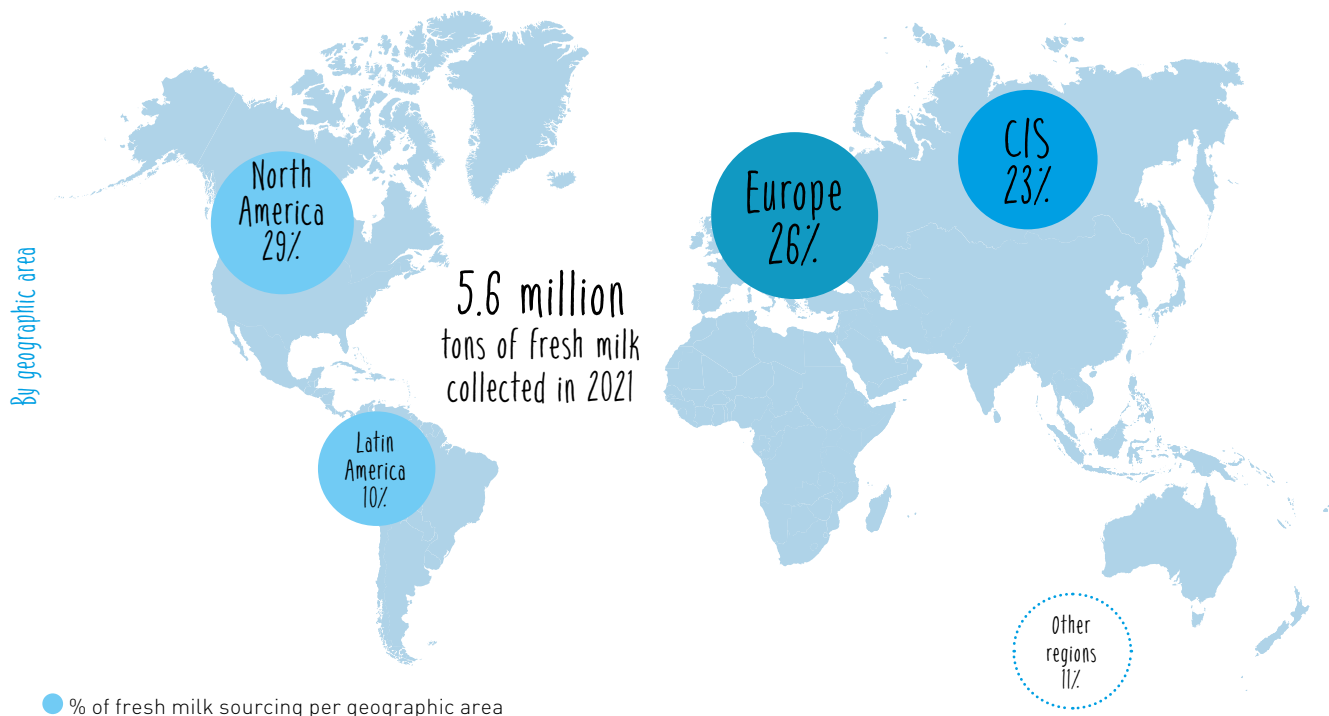 By geographic area
North
America
29%
Europe
26%
CIS
23%
5.6 million
tons of fresh milk
collected in 2021
Latin
America
10%
Other
regions
11%
% of fresh milk sourcing per geographic area